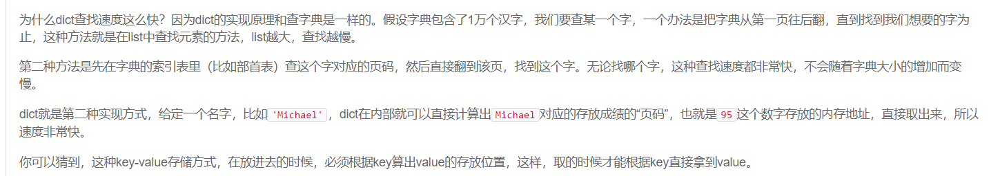 为什么dict查找速度这么快？因为dict的实现原理和查字典是一样的。假设字典包含了1万个汉字，我们要查某一个字，一个办法是把字典从第一页往后翻，直到找到我们想要的字为
止，这种方法就是在list中查找元素的方法，list越大，查找越慢。
第二种方法是先在字典的索引表里（比如部首表）查这个字对应的页码，然后直接翻到该页，找到这个字。无论找哪个字，这种查找速度都非常快，不会随着字典大小的增加而变
慢。
dict就是第二种实现方式，给定一个名字，比如'Michael'，dict在内部就可以直接计算出Michael对应的存放成绩的“页码”，也就是95这个数字存放的内存地址，直接取出来，所以
速度非常快。
你可以猜到，这种key-value存储方式，在放进去的时候，必须根据key算出value的存放位置，这样，取的时候才能根据key直接拿到value。